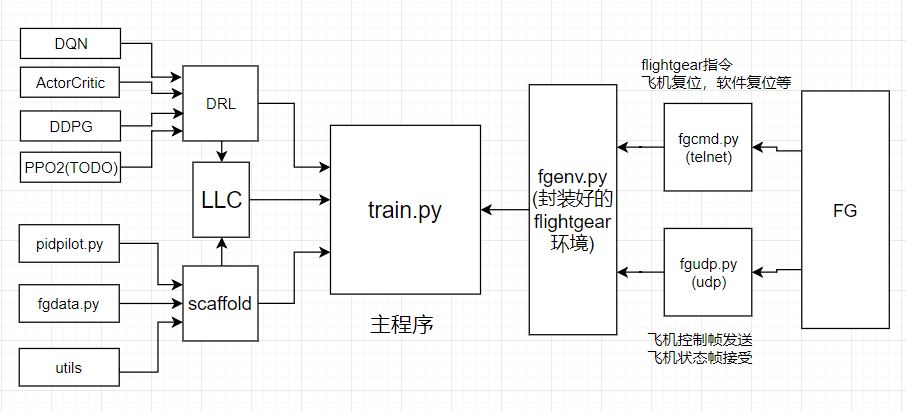 DQN
ActorCritic
DDPG
PPO2(TODO)
DRL
LLC
pidpilot.py
fgdata.py
utils
scaffold
train.py
主程序
fgenv.py
(封装好的
flightgear
环境)
flightgear指令
飞机复位，软件复位等
fgcmd.py
(telnet)
fgudp.py
(udp)
飞机控制帧发送
飞机状态帧接受
FG